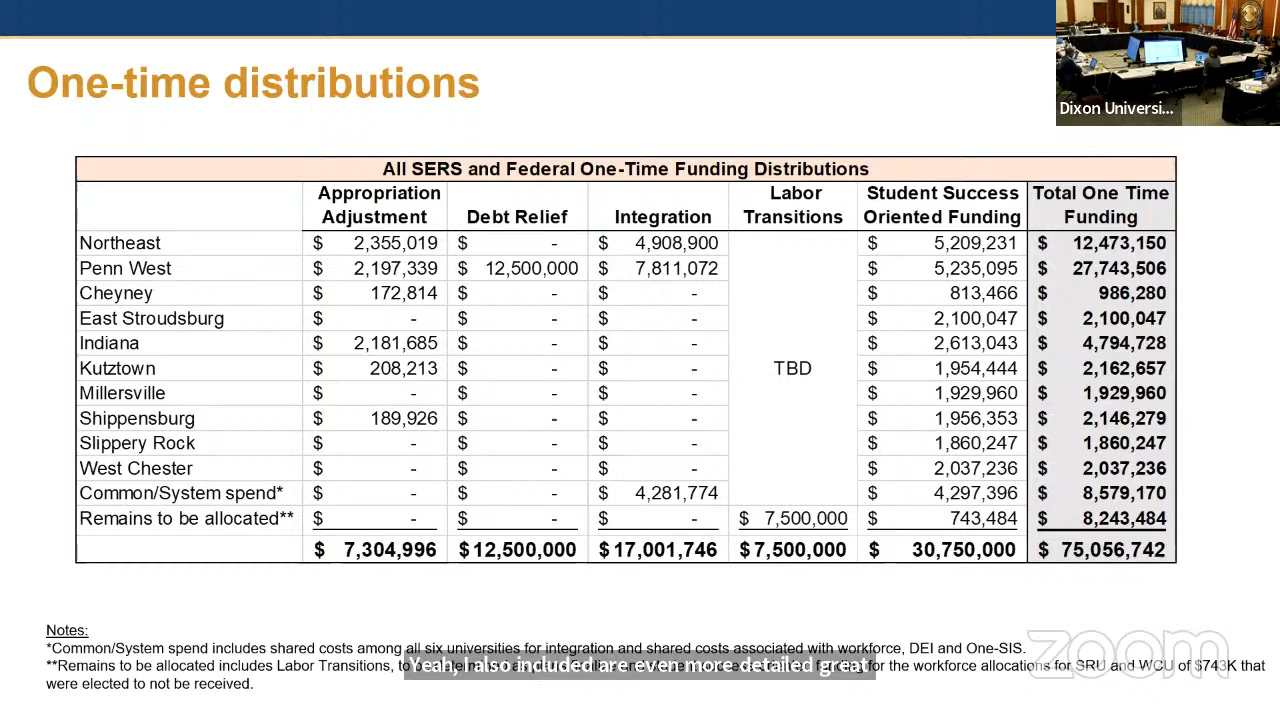 One-time distributions
Dixon Universi...
All SERS and Federal One-Time Funding Distributions
Appropriation Adjustment Debt Relief Integration Labor Transitions Student Success Oriented Funding Total One Time Funding
Northeast $ 2,355,019 $ - $ 4,908,900 $ 5,209,231 $ 12,473,150
Penn West $ 2,197,339 $ 12,500,000 $ 7,811,072 $ 5,235,095 $ 27,743,506
Cheyney $ 172,814 $ - $ - $ 813,466 $ 986,280
East Stroudsburg $ - $ - $ - $ 2,100,047 $ 2,100,047
Indiana $ 2,181,685 $ - $ - $ 2,613,043 $ 4,794,728
Kutztown $ 208,213 $ - $ - TBD $ 1,954,444 $ 2,162,657
Millersville $ - $ - $ - $ 1,929,960 $ 1,929,960
Shippensburg $ 189,926 $ - $ - $ 1,956,353 $ 2,146,279
Slippery Rock $ - $ - $ - $ 1,860,247 $ 1,860,247
West Chester $ - $ - $ - $ 2,037,236 $ 2,037,236
Common/System spend* $ - $ - $ 4,281,774 $ 4,297,396 $ 8,579,170
Remains to be allocated** $ - $ - $ - $ 7,500,000 $ 743,484 $ 8,243,484
$ 7,304,996 $ 12,500,000 $ 17,001,746 $ 7,500,000 $ 30,750,000 $ 75,056,742
Notes:
*Common/System spend includes shared costs among all six universities for integration and shared costs associated with workforce, DEI and One-SIS.
**Remains to be allocated includes Labor Transitions, for the workforce allocations for SRU and WCU of $743K that
were elected to not be received.
Yeah, I also included are even more detailed great
zoom